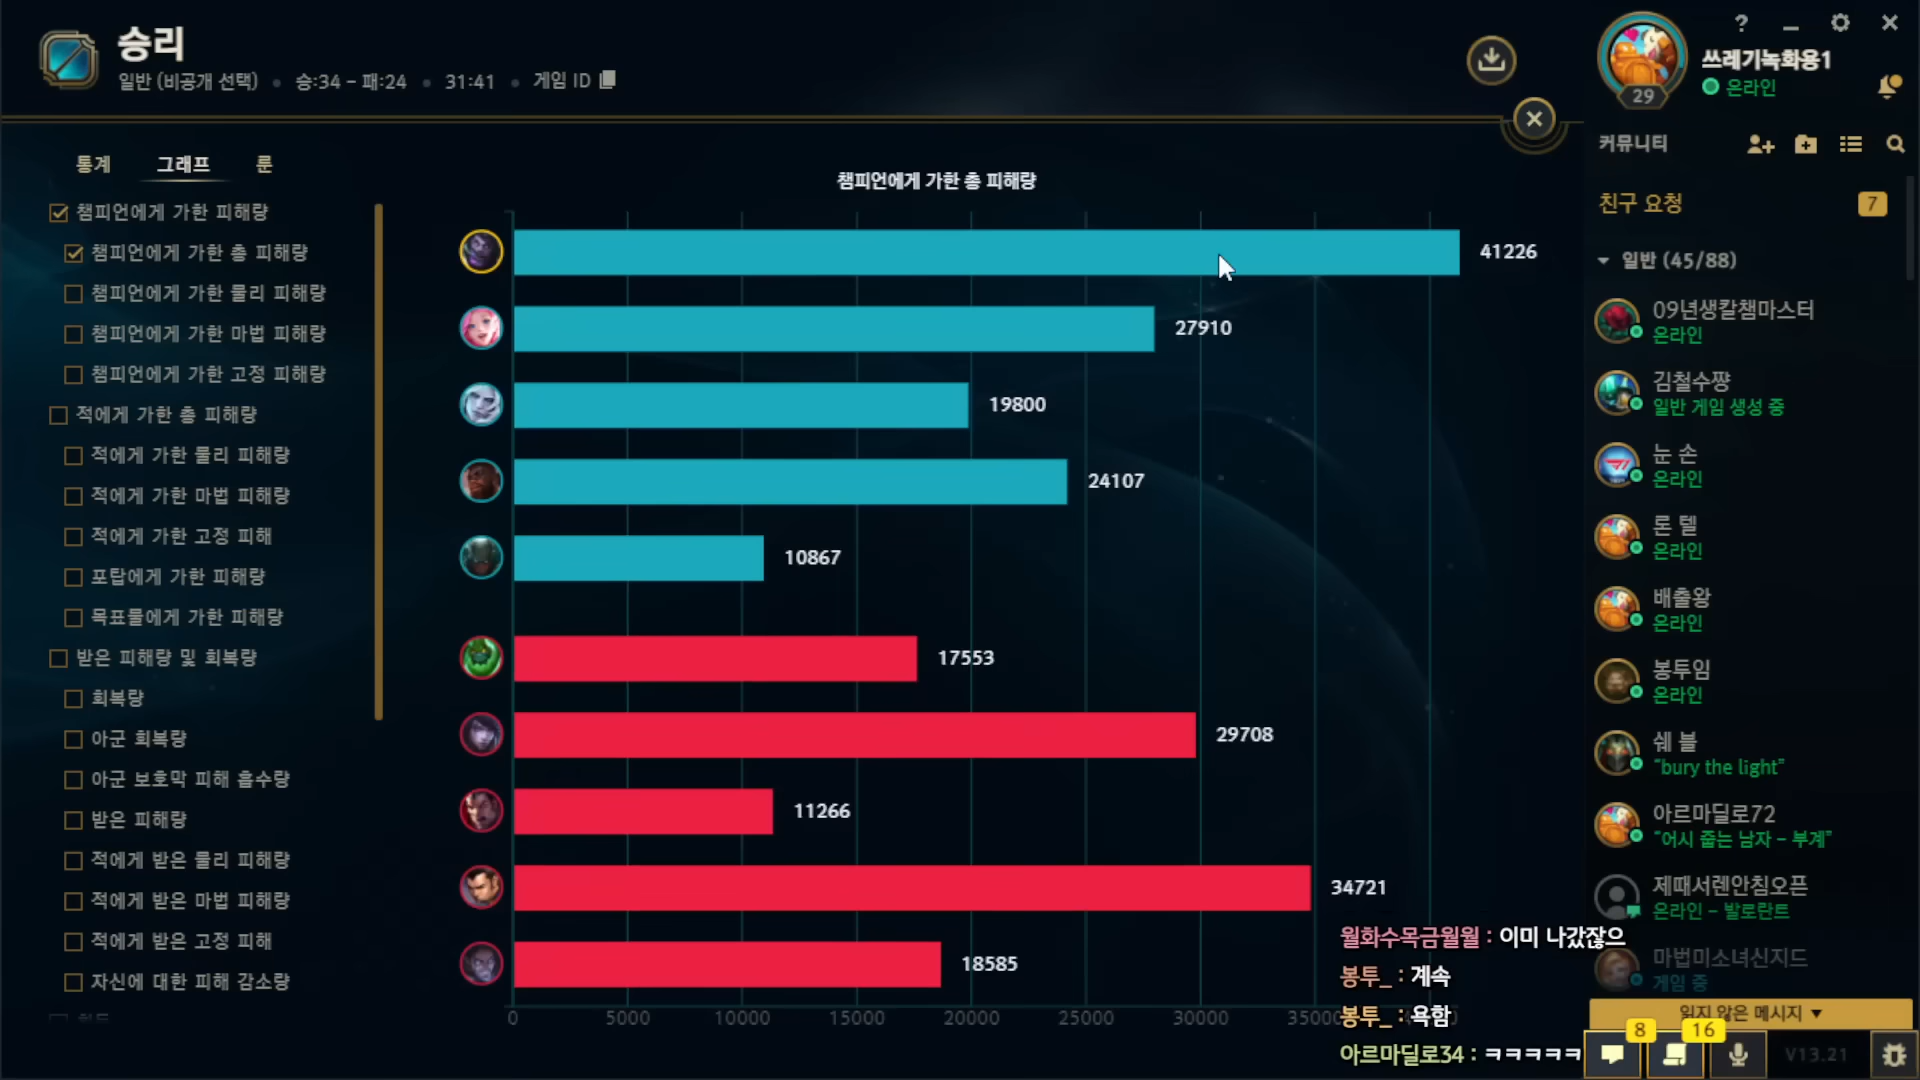 승리
일반 (비공개 선택) • 승:34 – 패:24 • 31:41 • 게임 ID
쓰레기녹화용1
온라인
29
커뮤니티
통계 그래프 룬
챔피언에게 가한 피해량
챔피언에게 가한 총 피해량
챔피언에게 가한 물리 피해량
챔피언에게 가한 마법 피해량
챔피언에게 가한 고정 피해량
적에게 가한 총 피해량
적에게 가한 물리 피해량
적에게 가한 마법 피해량
적에게 가한 고정 피해
포탑에게 가한 피해량
목표물에게 가한 피해량
받은 피해량 및 회복량
회복량
아군 회복량
아군 보호막 피해 흡수량
받은 피해량
적에게 받은 물리 피해량
적에게 받은 마법 피해량
적에게 받은 고정 피해
자신에 대한 피해 감소량
챔피언에게 가한 총 피해량
41226
27910
19800
24107
10867
17553
29708
11266
34721
18585
0 5000 10000 15000 20000 25000 30000
월화수목금월월 : 이미 나갔잖으
봉투_ : 계속
봉투_ : 욕함
아르마딜로34 : ㅋㅋㅋㅋㅋ
친구 요청 7
일반 (45/88)
09년생칼챔마스터
온라인
김철수쨩
일반 게임 생성 중
눈 손
온라인
론 텔
온라인
배출왕
온라인
봉투임
온라인
쉐 블
“bury the light”
아르마딜로72
“어시 줍는 남자 – 부계”
제때서렌안침오픈
온라인 – 발로란트
마법미소녀신지드
게임 중
읽지 않은 메시지
8 16
V13.21